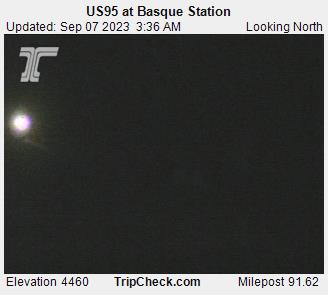 US95 at Basque Station
Updated: Sep 07 2023 3:36 AM Looking North
Elevation 4460 TripCheck.com Milepost 91.62